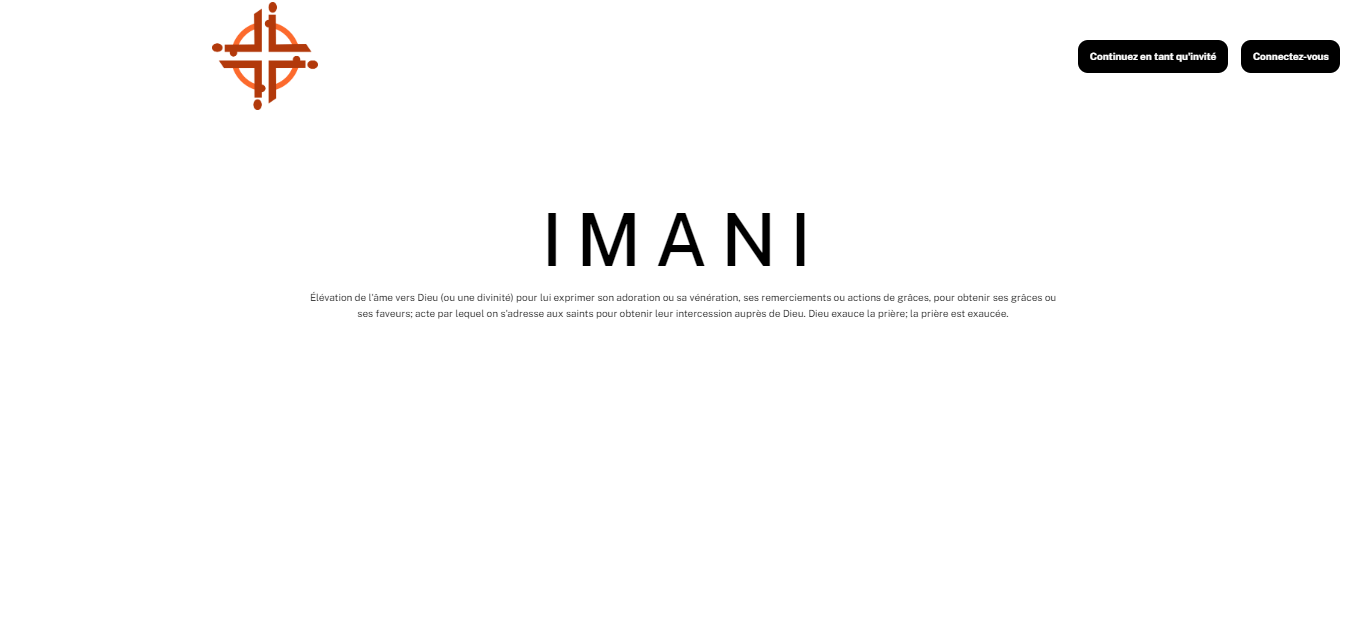 Continuez en tant qu'invité
Connectez-vous
IMANI
Élévation de l'âme vers Dieu (ou une divinité) pour lui exprimer son adoration ou sa vénération, ses remerciements ou actions de grâces, pour obtenir ses grâces ou
ses faveurs; acte par lequel on s'adresse aux saints pour obtenir leur intercession auprès de Dieu. Dieu exauce la prière; la prière est exaucée.